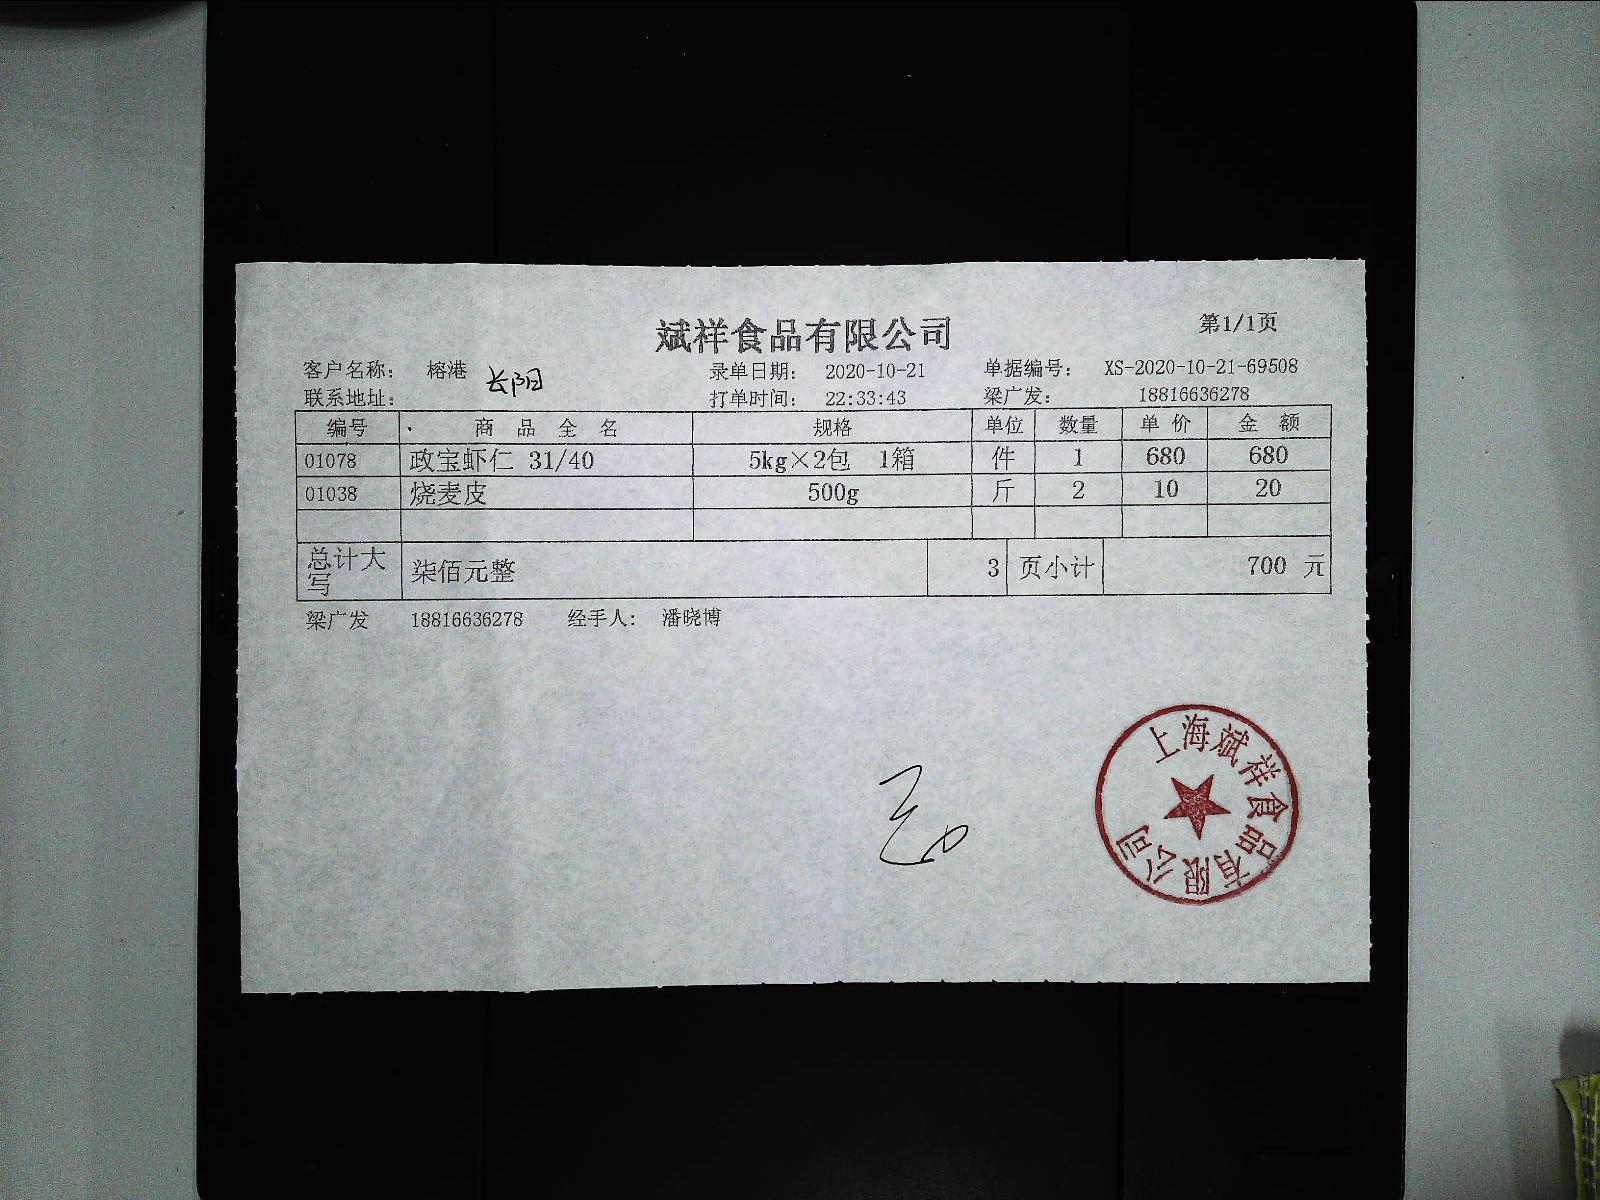 斌祥食品有限公司
第1/1页
客户名称： 榕港 长阳 录单日期： 2020-10-21 单据编号： XS-2020-10-21-69508
联系地址： 打单时间： 22:33:43 梁广发： 18816636278
编号 商 品 全 名 规格 单位 数量 单 价 金 额
01078 政宝虾仁 31/40 5kg×2包 1箱 件 1 680 680
01038 烧麦皮 500g 斤 2 10 20
总计大写 柒佰元整 3 页小计 700 元
梁广发 18816636278 经手人： 潘晓博
上海斌祥食品有限公司